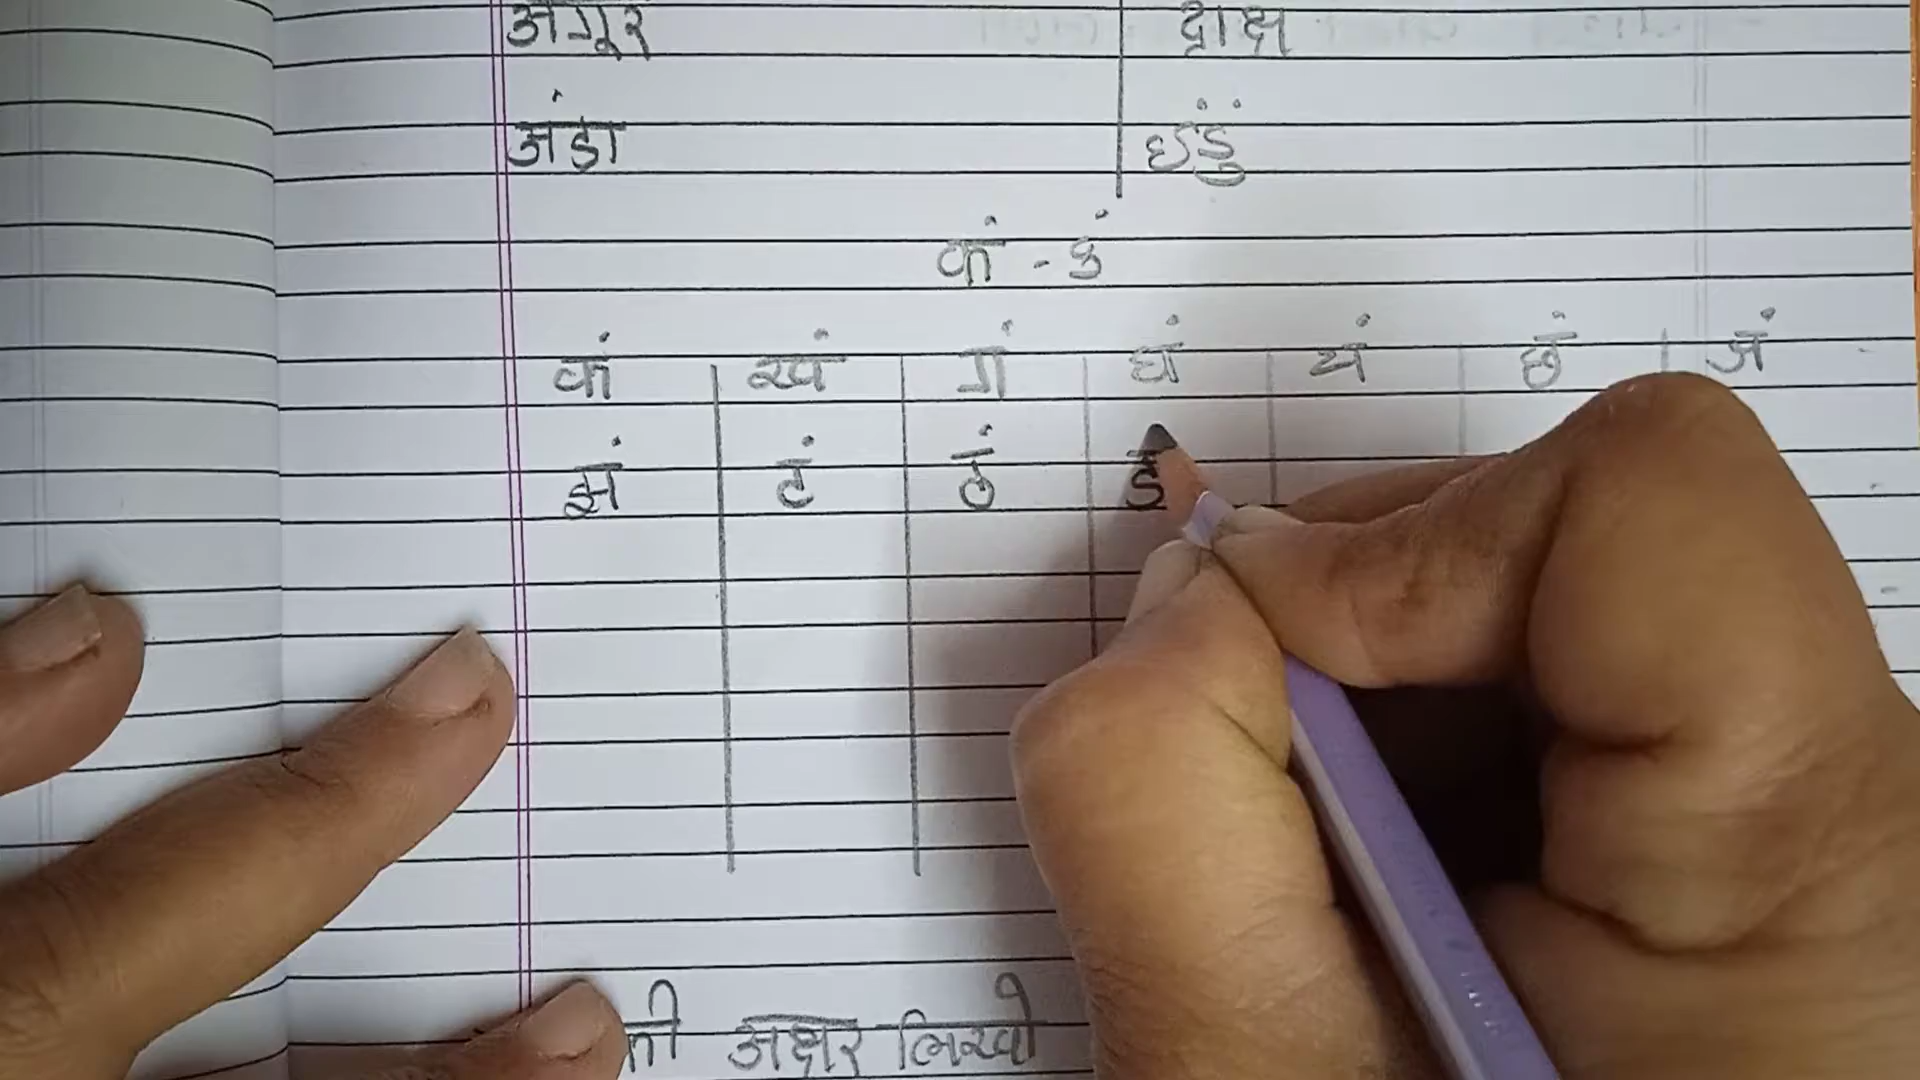 अंगूर દ્રાક્ષ
अंडा ઈંડું
कं - કં
कं खं गं घं चं छं जं
झं टं ठं डं
अक्षर लिखो